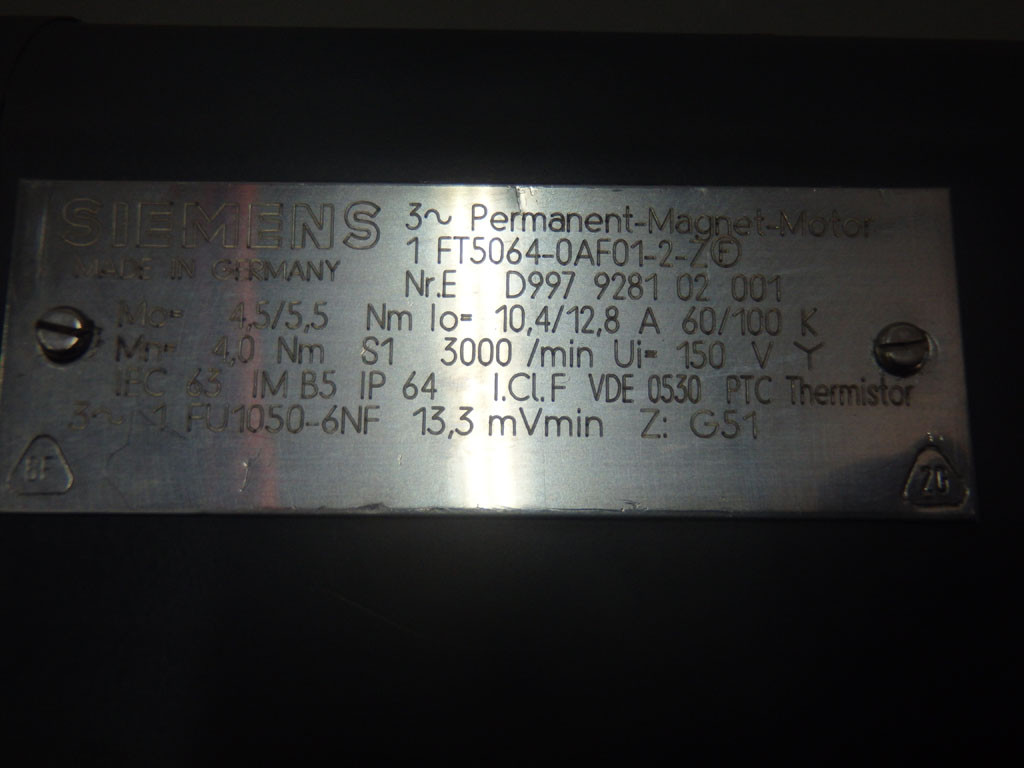 SIEMENS 3~ Permanent-Magnet-Motor
1 FT5064-0AF01-2-Z Ⓔ
MADE IN GERMANY
Nr.E D997 9281 02 001
Mo= 4,5/5,5 Nm Io= 10,4/12,8 A 60/100 K
Mn= 4,0 Nm S1 3000 /min Ui= 150 V Y
IM B5 IP 64 I.Cl.F VDE 0530 PTC Thermistor
3~ 1 FU1050-6NF 13,3 mVmin Z: G51